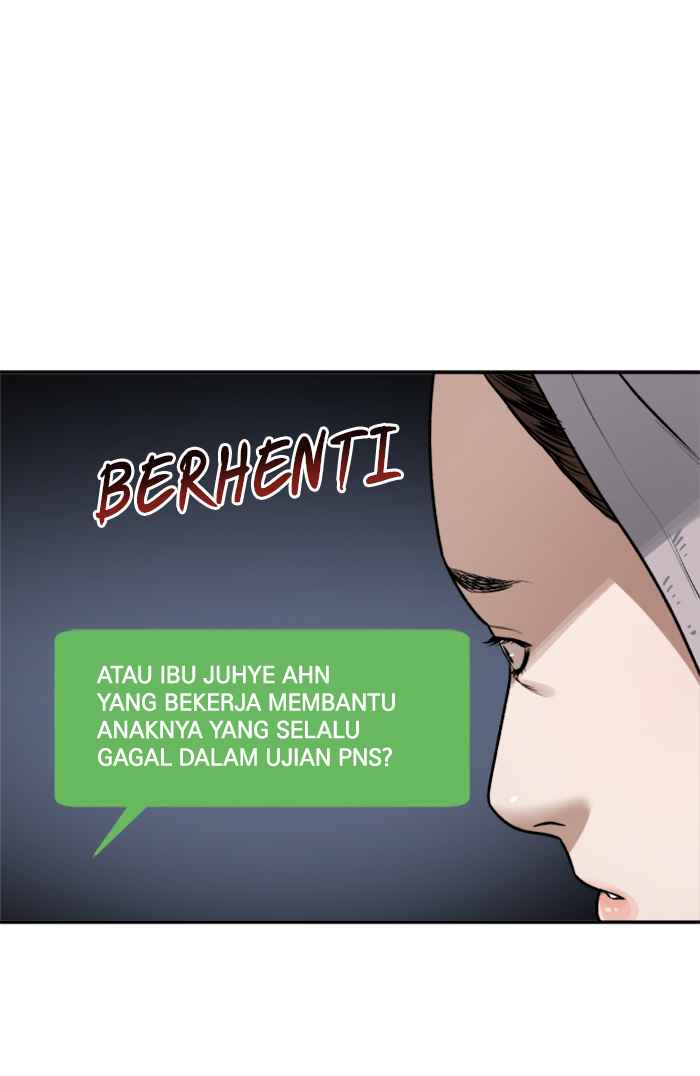 BERHENTI
ATAU IBU JUHYE AHN
YANG BEKERJA MEMBANTU
ANAKNYA YANG SELALU
GAGAL DALAM UJIAN PNS?